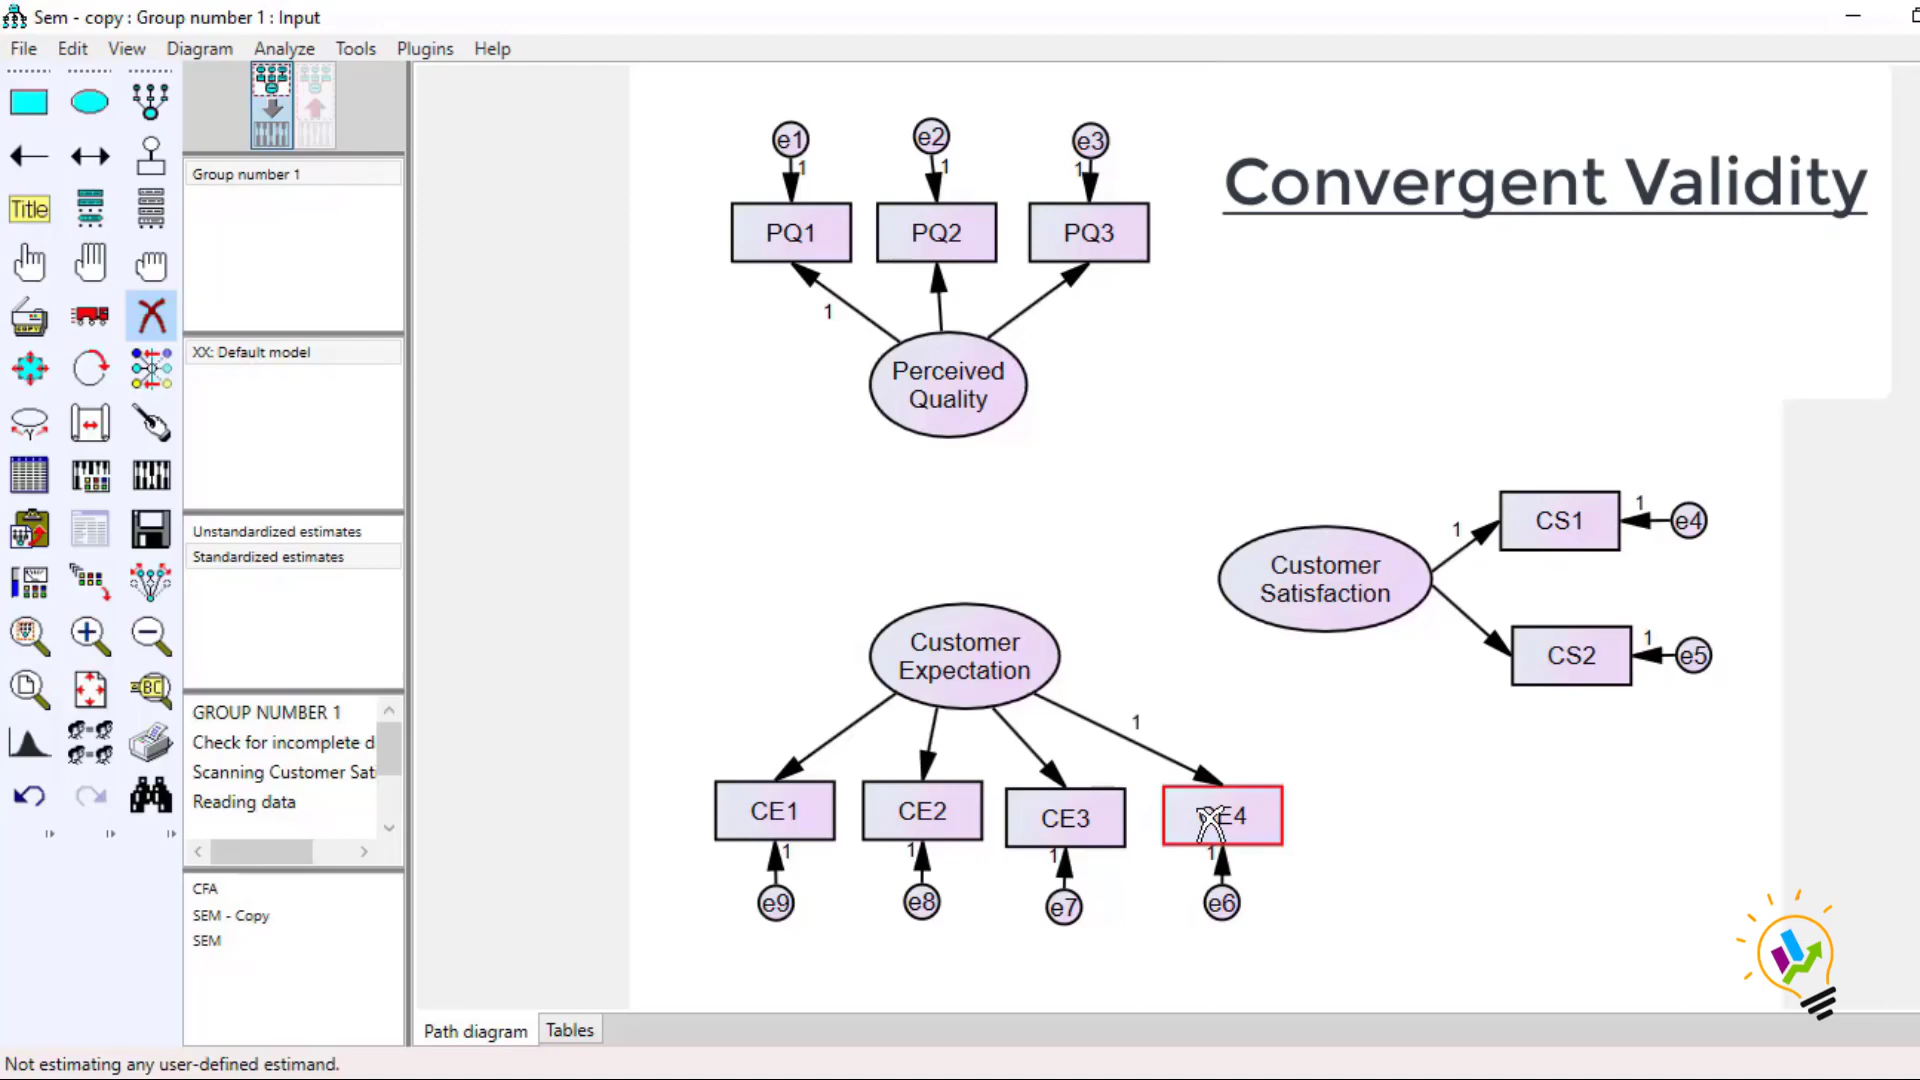 Sem - copy : Group number 1 : Input
File Edit View Diagram Analyze Tools Plugins Help
Title
Group number 1
XX: Default model
Unstandardized estimates
Standardized estimates
GROUP NUMBER 1
Check for incomplete d
Scanning Customer Sat
Reading data
CFA
SEM - Copy
SEM
Convergent Validity
e1 e2 e3
1 1 1
PQ1 PQ2 PQ3
1
Perceived
Quality
CS1 1 e4
1
Customer
Satisfaction
CS2 1 e5
Customer
Expectation
1
CE1 CE2 CE3 E4
1 1 1 1
e9 e8 e7 e6
Path diagram Tables
Not estimating any user-defined estimand.